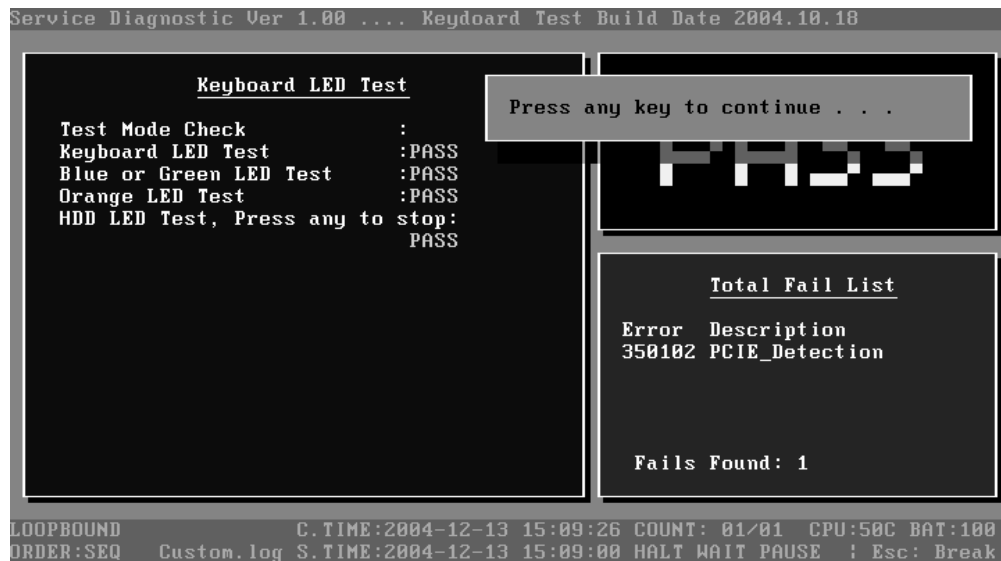 Service Diagnostic Ver 1.00 .... Keydoard Test Build Date 2004.10.18
Keyboard LED Test
Test Mode Check :
Keyboard LED Test :PASS
Blue or Green LED Test :PASS
Orange LED Test :PASS
HDD LED Test, Press any to stop:
PASS
Press any key to continue . . .
PASS
Total Fail List
Error Description
350102 PCIE_Detection
Fails Found: 1
LOOPBOUND C.TIME:2004-12-13 15:09:26 COUNT: 01/01 CPU:50C BAT:100
ORDER:SEQ Custom.log S.TIME:2004-12-13 15:09:00 HALT WAIT PAUSE ¦ Esc: Break